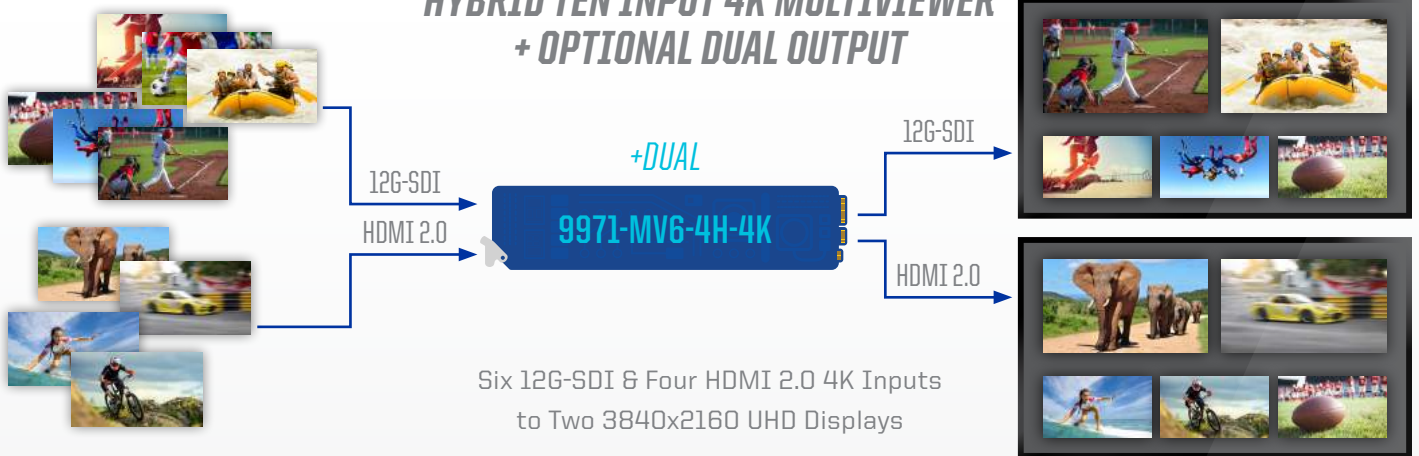 HYBRID TEN INPUT 4K MULTIVIEWER
+ OPTIONAL DUAL OUTPUT
+DUAL
12G-SDI
HDMI 2.0
9971-MV6-4H-4K
12G-SDI
HDMI 2.0
Six 12G-SDI & Four HDMI 2.0 4K Inputs
to Two 3840x2160 UHD Displays